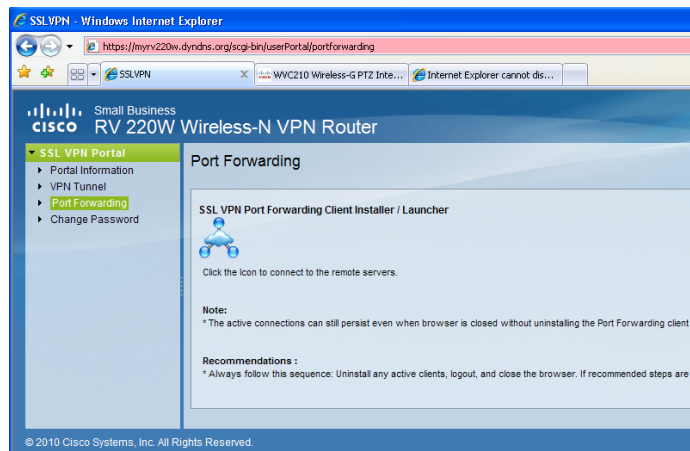 SSLVPN - Windows Internet Explorer
https://myrv220w.dyndns.org/scgi-bin/userPortal/portforwarding
SSLVPN
WVC210 Wireless-G PTZ Inte...
Internet Explorer cannot dis...
Small Business
CISCO RV 220W Wireless-N VPN Router
SSL VPN Portal
Portal Information
VPN Tunnel
Port Forwarding
Change Password
Port Forwarding
SSL VPN Port Forwarding Client Installer / Launcher
Click the Icon to connect to the remote servers.
Note:
* The active connections can still persist even when browser is closed without uninstalling the Port Forwarding client
Recommendations :
* Always follow this sequence: Uninstall any active clients, logout, and close the browser. If recommended steps are
© 2010 Cisco Systems, Inc. All Rights Reserved.